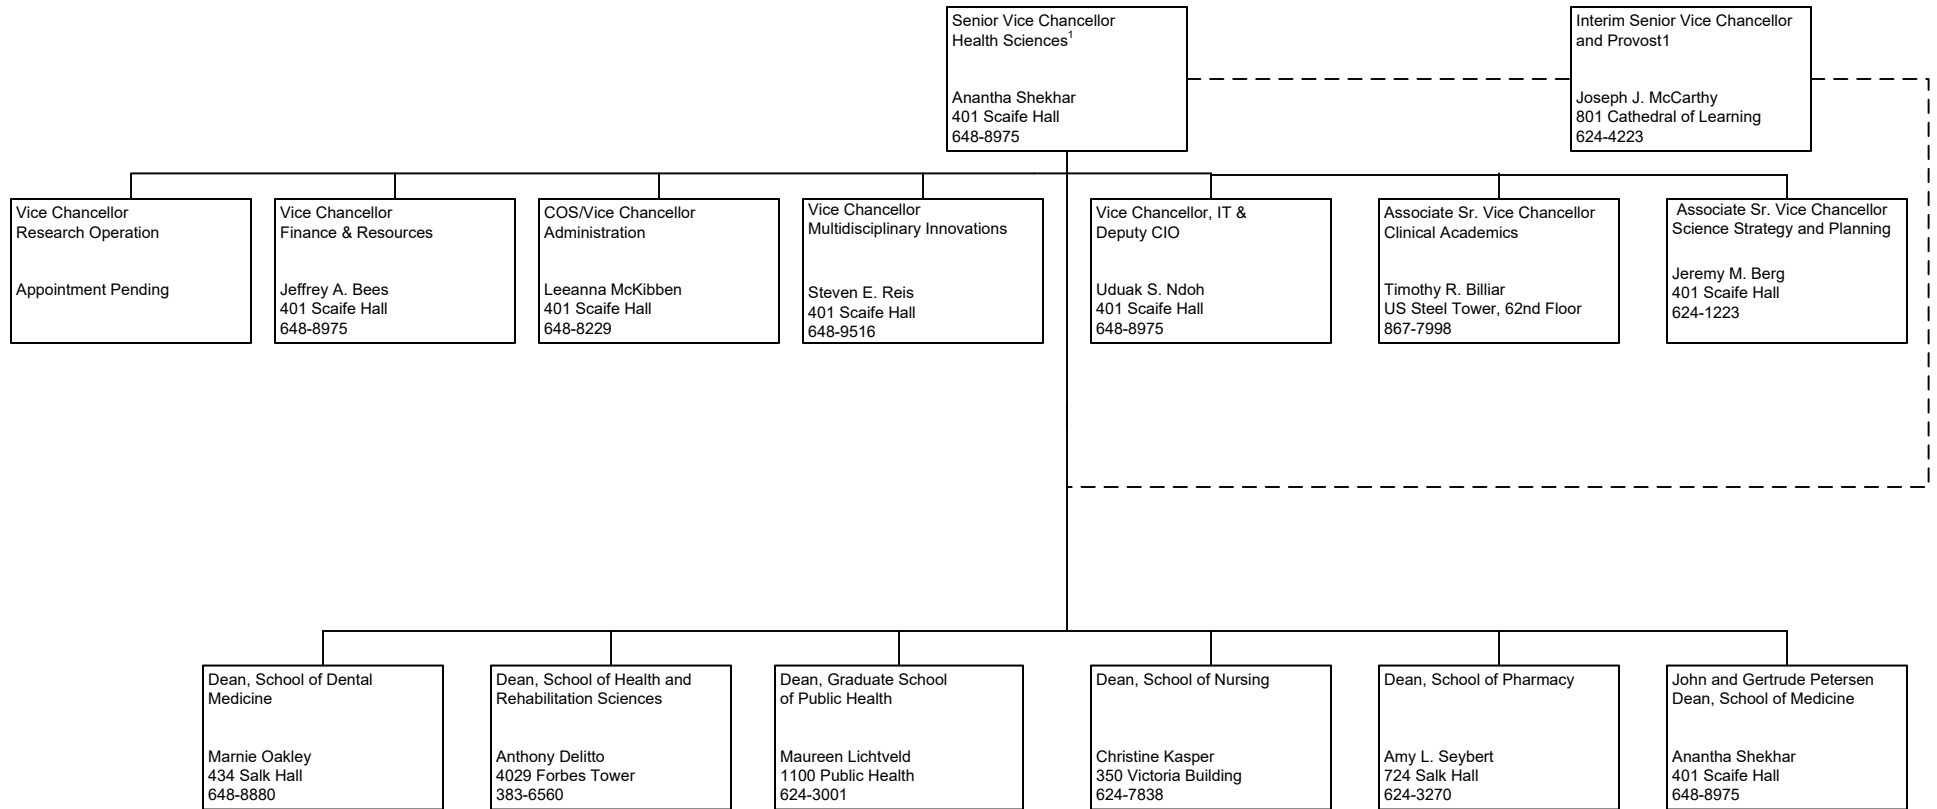 Senior Vice Chancellor
Health Sciences¹
Anantha Shekhar
401 Scaife Hall
648-8975
Interim Senior Vice Chancellor
and Provost1
Joseph J. McCarthy
801 Cathedral of Learning
624-4223
Vice Chancellor
Research Operation
Appointment Pending
Vice Chancellor
Finance & Resources
Jeffrey A. Bees
401 Scaife Hall
648-8975
COS/Vice Chancellor
Administration
Leeanna McKibben
401 Scaife Hall
648-8229
Vice Chancellor
Multidisciplinary Innovations
Steven E. Reis
401 Scaife Hall
648-9516
Vice Chancellor, IT &
Deputy CIO
Uduak S. Ndoh
401 Scaife Hall
648-8975
Associate Sr. Vice Chancellor
Clinical Academics
Timothy R. Billiar
US Steel Tower, 62nd Floor
867-7998
Associate Sr. Vice Chancellor
Science Strategy and Planning
Jeremy M. Berg
401 Scaife Hall
624-1223
Dean, School of Dental
Medicine
Marnie Oakley
434 Salk Hall
648-8880
Dean, School of Health and
Rehabilitation Sciences
Anthony Delitto
4029 Forbes Tower
383-6560
Dean, Graduate School
of Public Health
Maureen Lichtveld
1100 Public Health
624-3001
Dean, School of Nursing
Christine Kasper
350 Victoria Building
624-7838
Dean, School of Pharmacy
Amy L. Seybert
724 Salk Hall
624-3270
John and Gertrude Petersen
Dean, School of Medicine
Anantha Shekhar
401 Scaife Hall
648-8975